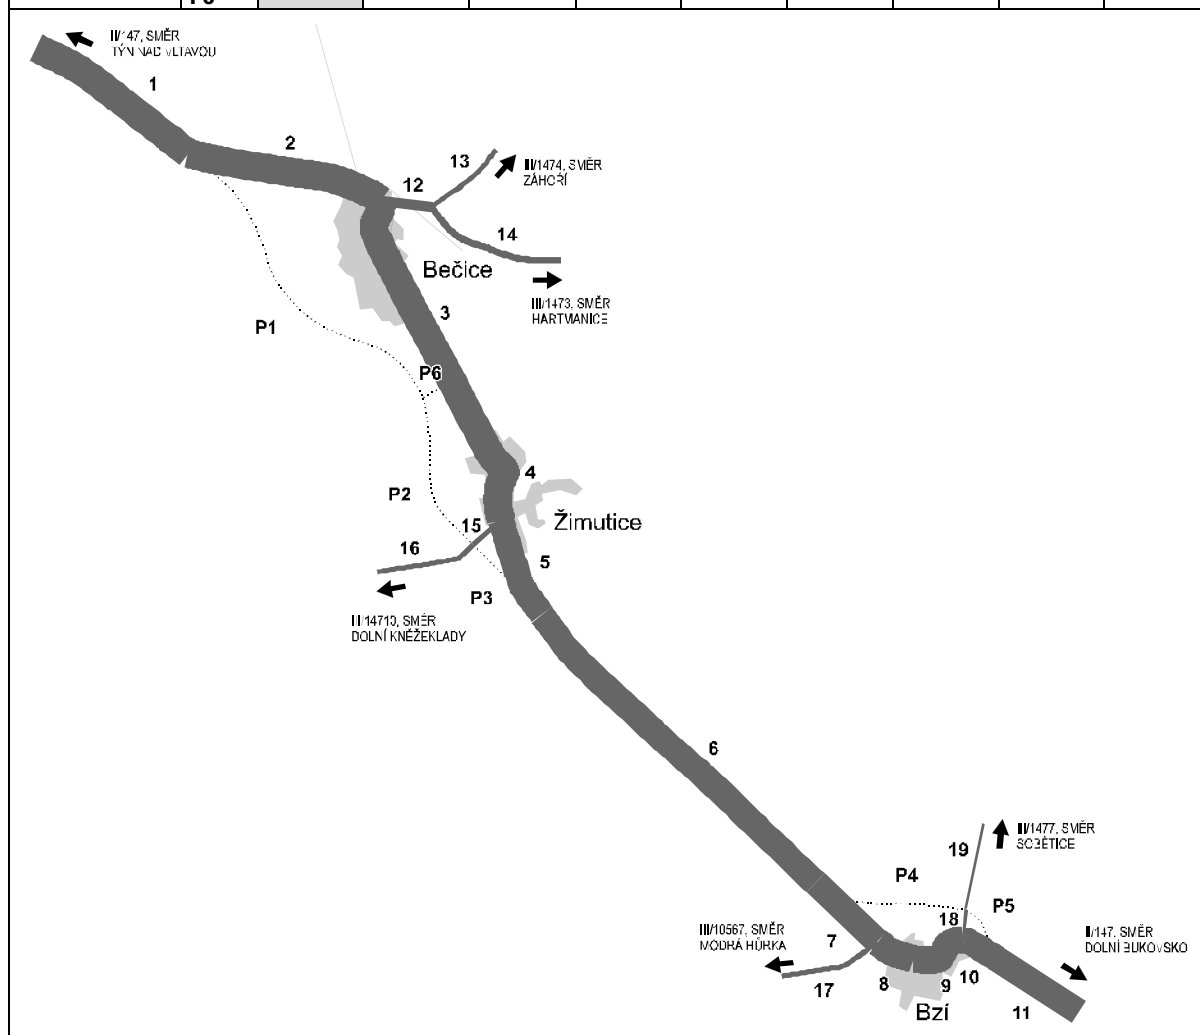 II/147, SMĚR
TÝN NAD VLTAVOU
1
2
13
III/1474, SMĚR
ZÁHOŘÍ
12
14
Bečice
III/1473, SMĚR
HARTMANICE
3
P1
P6
4
P2
Žimutice
15
16
5
P3
III/14710, SMĚR
DOLNÍ KNĚŽEKLADY
6
III/1477, SMĚR
SOBĚTICE
19
P4
P5
18
III/10567, SMĚR
MODRÁ HŮRKA
7
II/147, SMĚR
DOLNÍ BUKOVSKO
17
8
9
10
11
Bzí